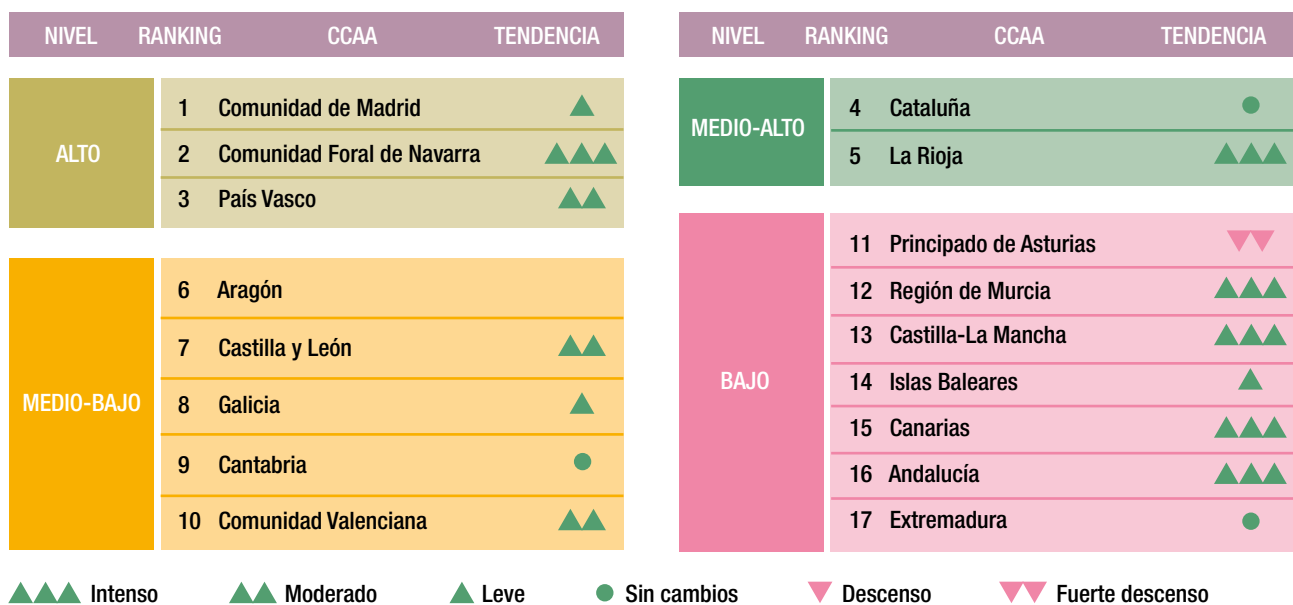 NIVEL RANKING CCAA TENDENCIA
ALTO
1 Comunidad de Madrid
2 Comunidad Foral de Navarra
3 País Vasco
MEDIO-BAJO
6 Aragón
7 Castilla y León
8 Galicia
9 Cantabria
10 Comunidad Valenciana
NIVEL RANKING CCAA TENDENCIA
MEDIO-ALTO
4 Cataluña
5 La Rioja
BAJO
11 Principado de Asturias
12 Región de Murcia
13 Castilla-La Mancha
14 Islas Baleares
15 Canarias
16 Andalucía
17 Extremadura
Intenso Moderado Leve Sin cambios Descenso Fuerte descenso